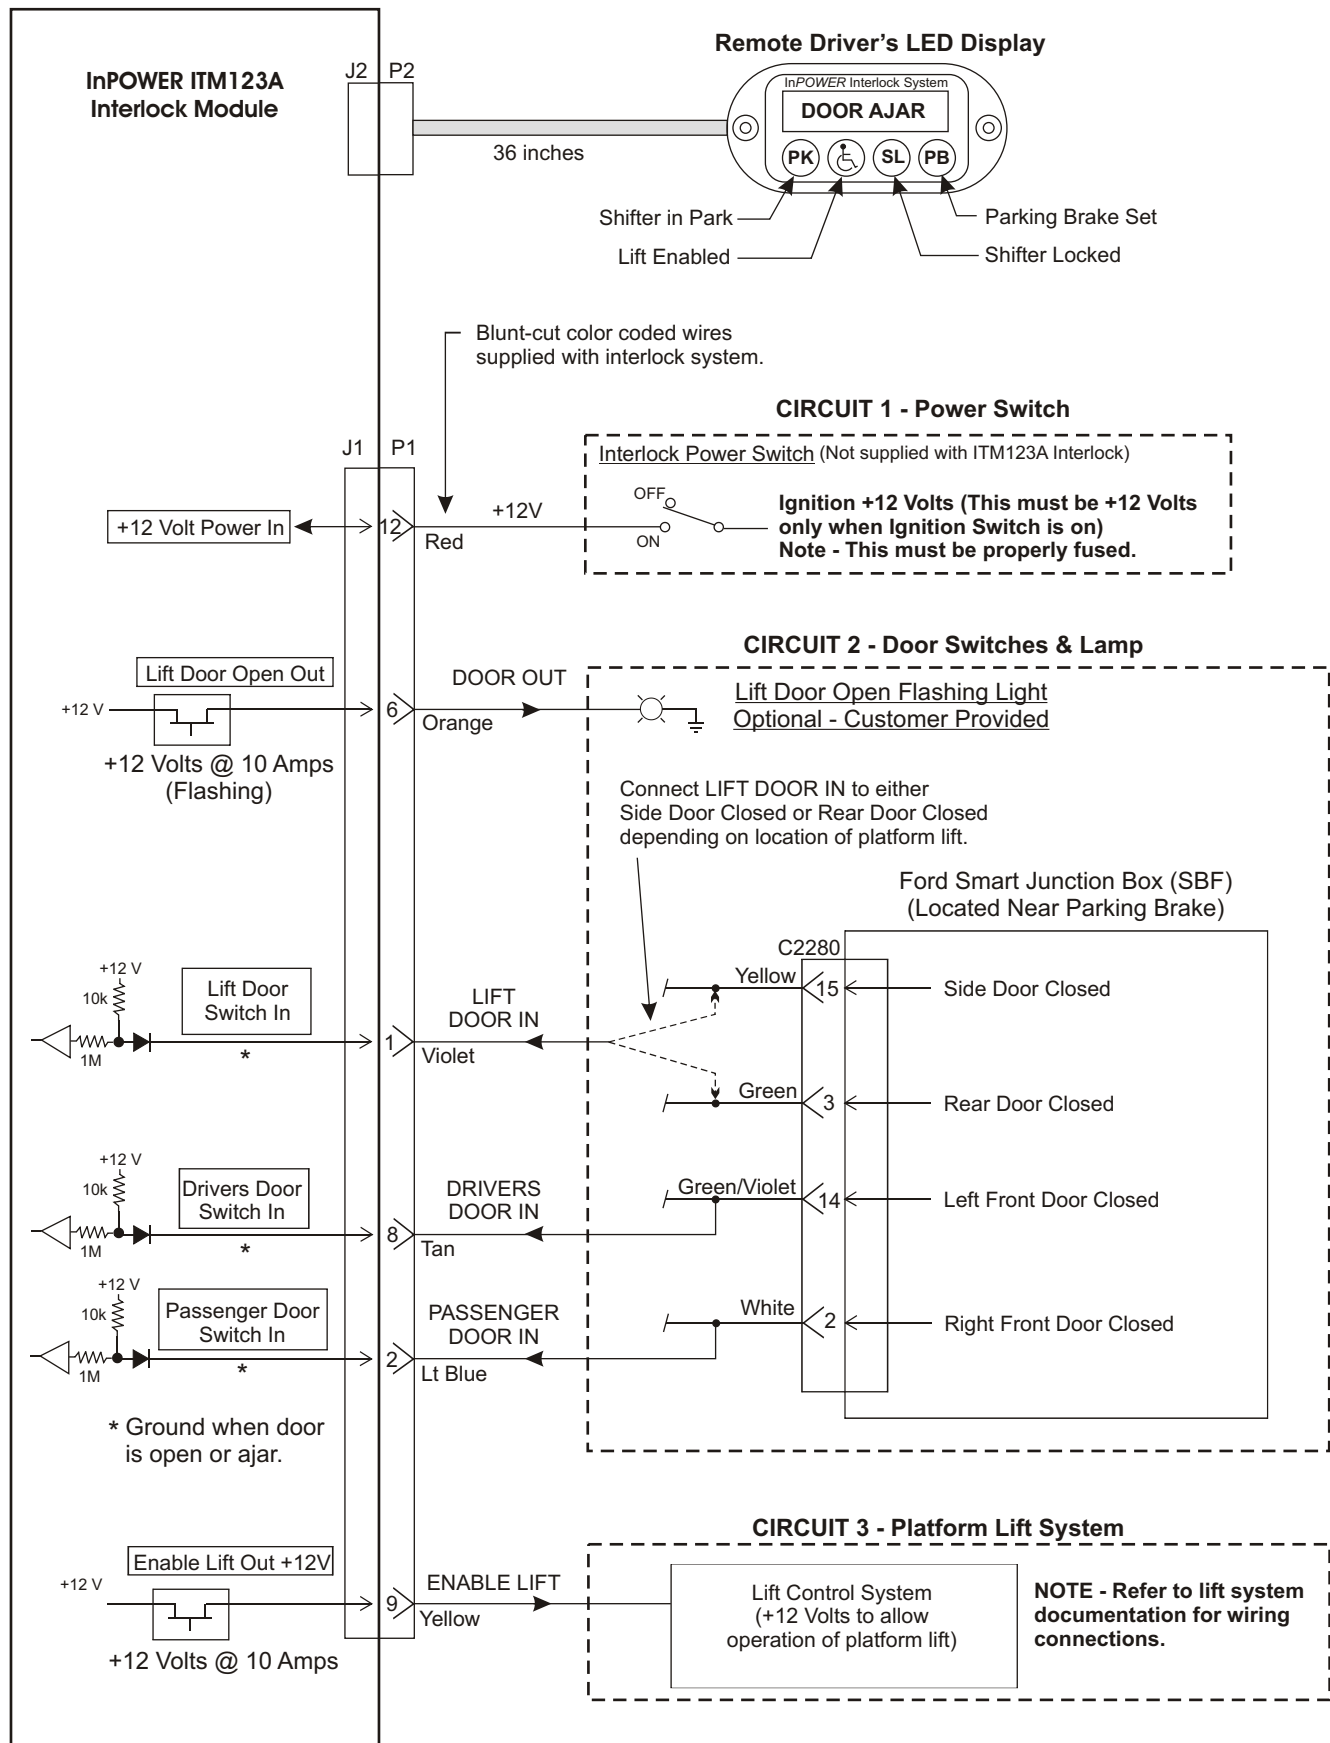 Remote Driver's LED Display
InPOWER ITM123A
Interlock Module
J2 P2
InPOWER Interlock System
DOOR AJAR
PK SL PB
36 inches
Shifter in Park
Parking Brake Set
Lift Enabled
Shifter Locked
Blunt-cut color coded wires
supplied with interlock system.
CIRCUIT 1 - Power Switch
J1 P1
Interlock Power Switch (Not supplied with ITM123A Interlock)
+12 Volt Power In
12
Red
+12V
OFF
ON
Ignition +12 Volts (This must be +12 Volts
only when Ignition Switch is on)
Note - This must be properly fused.
CIRCUIT 2 - Door Switches & Lamp
Lift Door Open Out
+12 V
+12 Volts @ 10 Amps
(Flashing)
6
DOOR OUT
Orange
Lift Door Open Flashing Light
Optional - Customer Provided
Connect LIFT DOOR IN to either
Side Door Closed or Rear Door Closed
depending on location of platform lift.
Ford Smart Junction Box (SBF)
(Located Near Parking Brake)
C2280
+12 V
10k
1M
Lift Door
Switch In
*
1
LIFT
DOOR IN
Violet
Yellow
15
Side Door Closed
Green
3
Rear Door Closed
+12 V
10k
1M
Drivers Door
Switch In
*
8
DRIVERS
DOOR IN
Tan
Green/Violet
14
Left Front Door Closed
+12 V
10k
1M
Passenger Door
Switch In
*
2
PASSENGER
DOOR IN
Lt Blue
White
2
Right Front Door Closed
* Ground when door
is open or ajar.
CIRCUIT 3 - Platform Lift System
Enable Lift Out +12V
+12 V
+12 Volts @ 10 Amps
9
ENABLE LIFT
Yellow
Lift Control System
(+12 Volts to allow
operation of platform lift)
NOTE - Refer to lift system
documentation for wiring
connections.